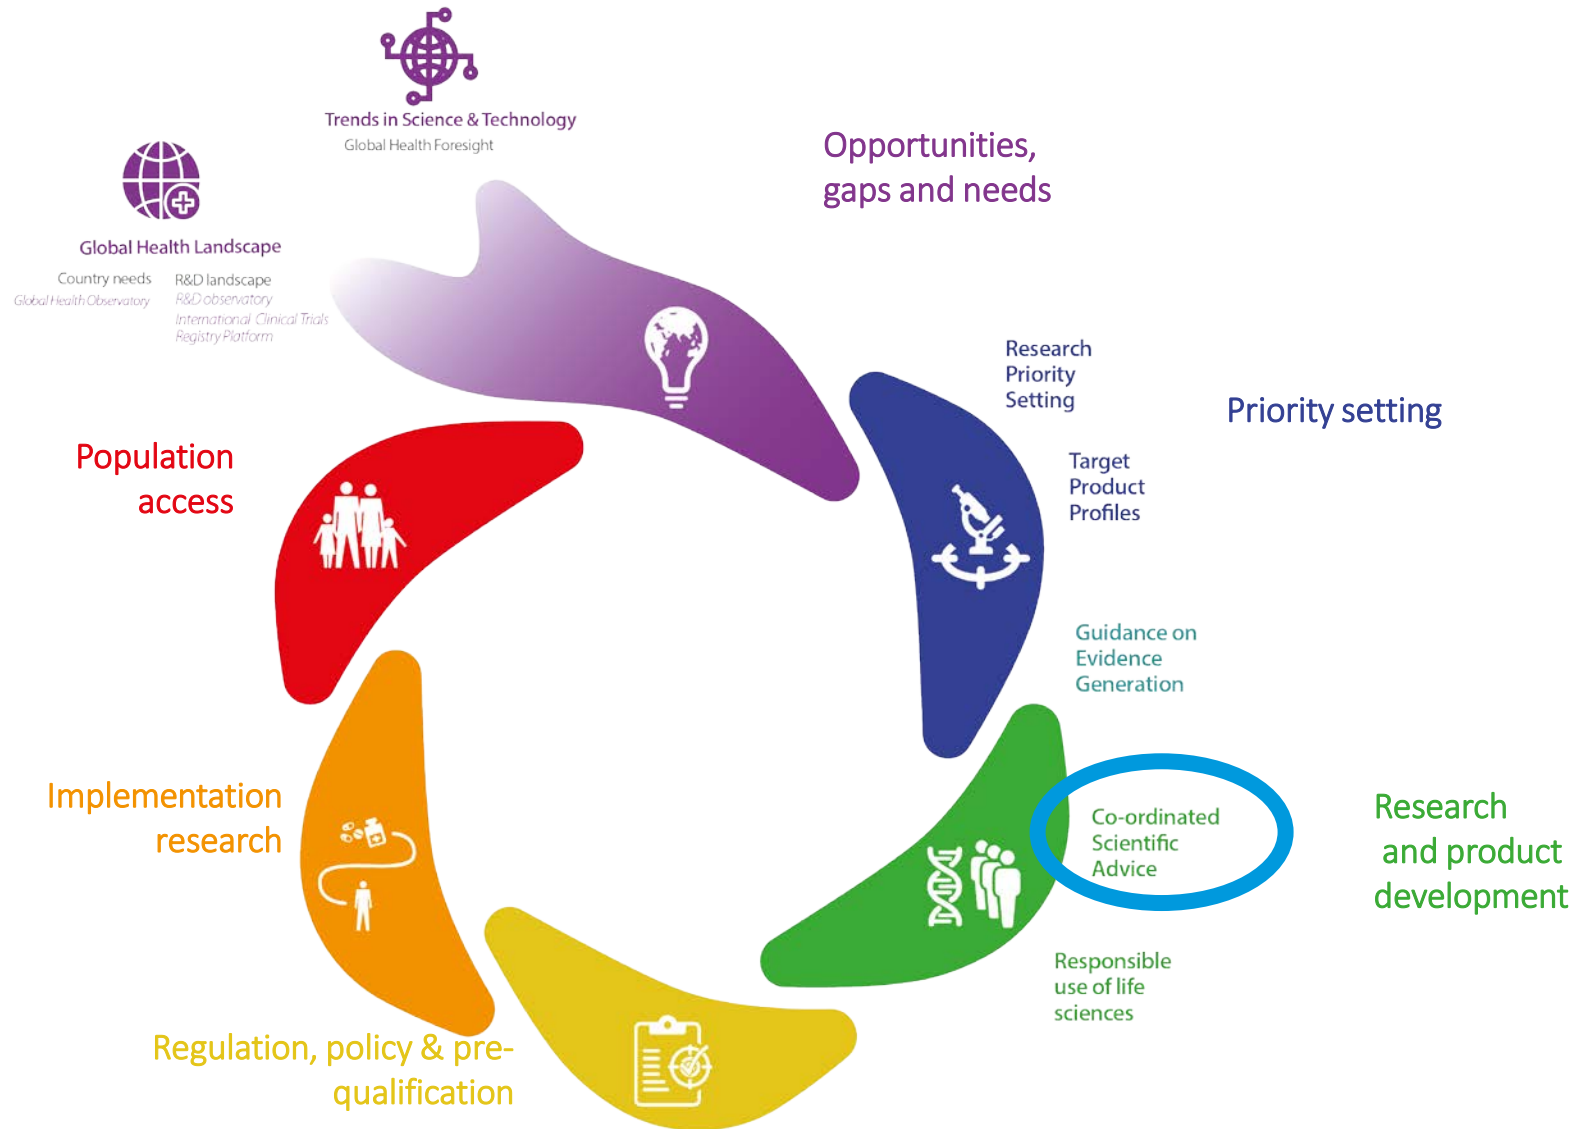 Trends in Science & Technology
Global Health Foresight
Opportunities,
gaps and needs
Global Health Landscape
Country needs
Global Health Observatory
R&D landscape
R&D observatory
International Clinical Trials
Registry Platform
Research
Priority
Setting
Priority setting
Target
Product
Profiles
Guidance on
Evidence
Generation
Co-ordinated
Scientific
Advice
Research
and product
development
Responsible
use of life
sciences
Regulation, policy & pre-
qualification
Implementation
research
Population
access